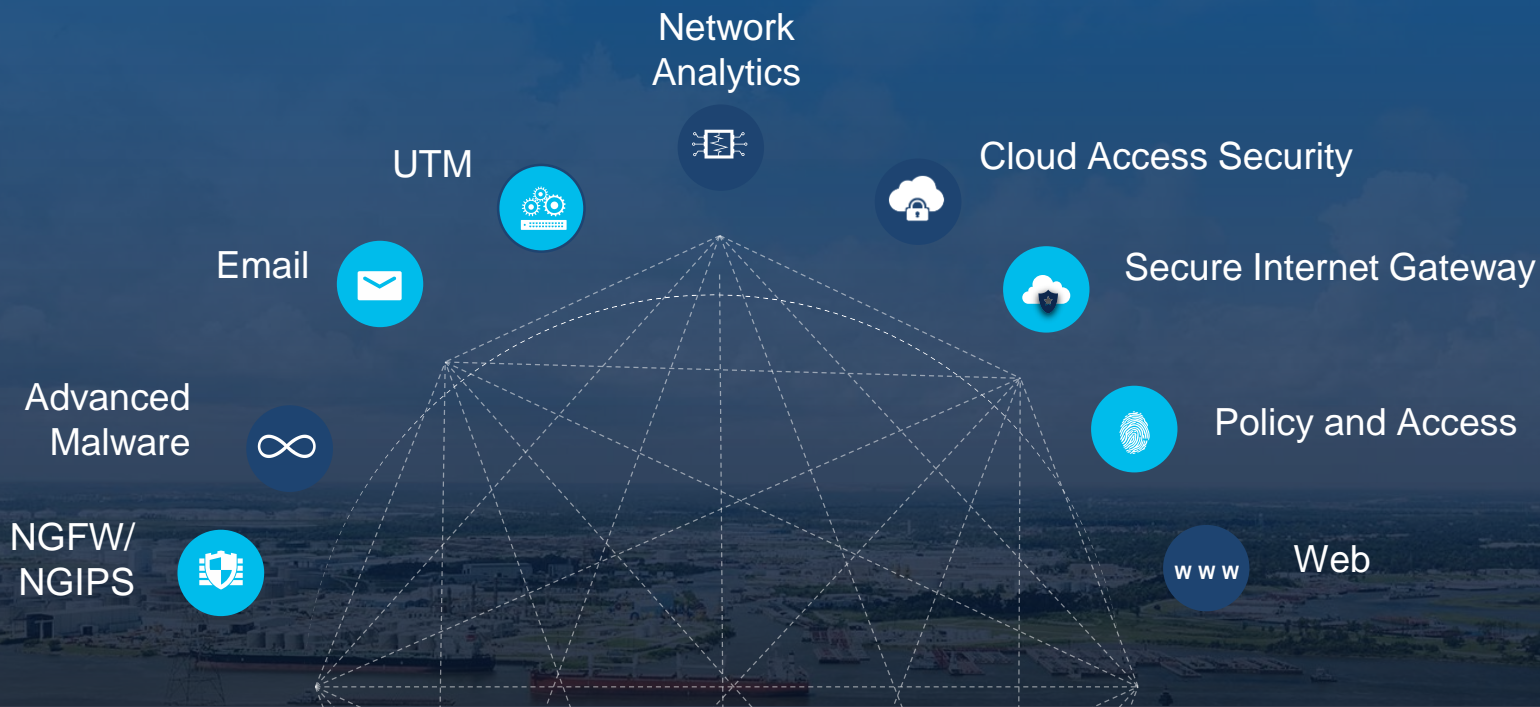 Network
Analytics
UTM
Cloud Access Security
Email
Secure Internet Gateway
Advanced
Malware
Policy and Access
NGFW/
NGIPS
www
Web